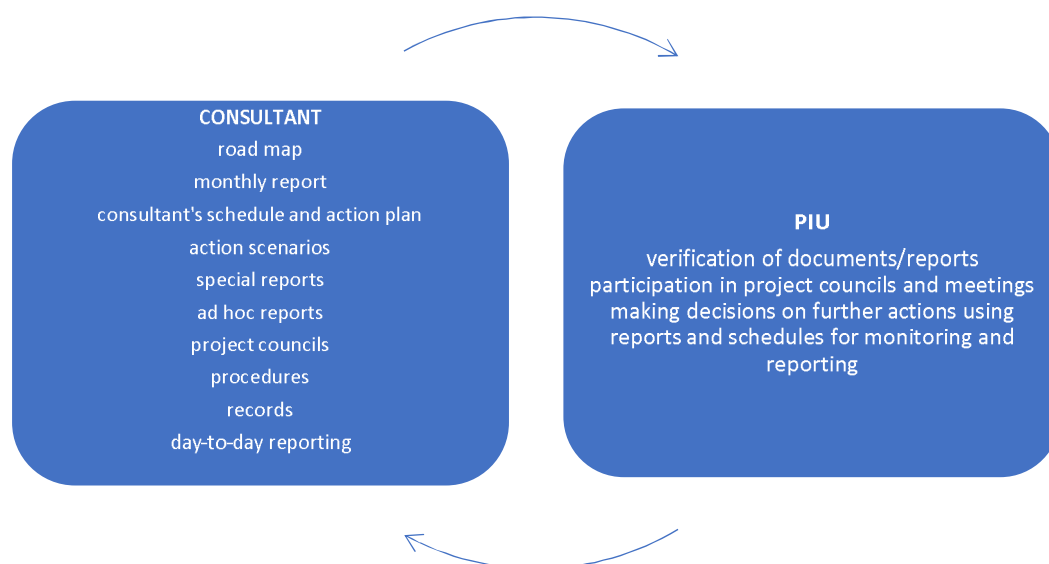 CONSULTANT
road map
monthly report
consultant's schedule and action plan
action scenarios
special reports
ad hoc reports
project councils
procedures
records
day-to-day reporting
PIU
verification of documents/reports
participation in project councils and meetings
making decisions on further actions using
reports and schedules for monitoring and
reporting